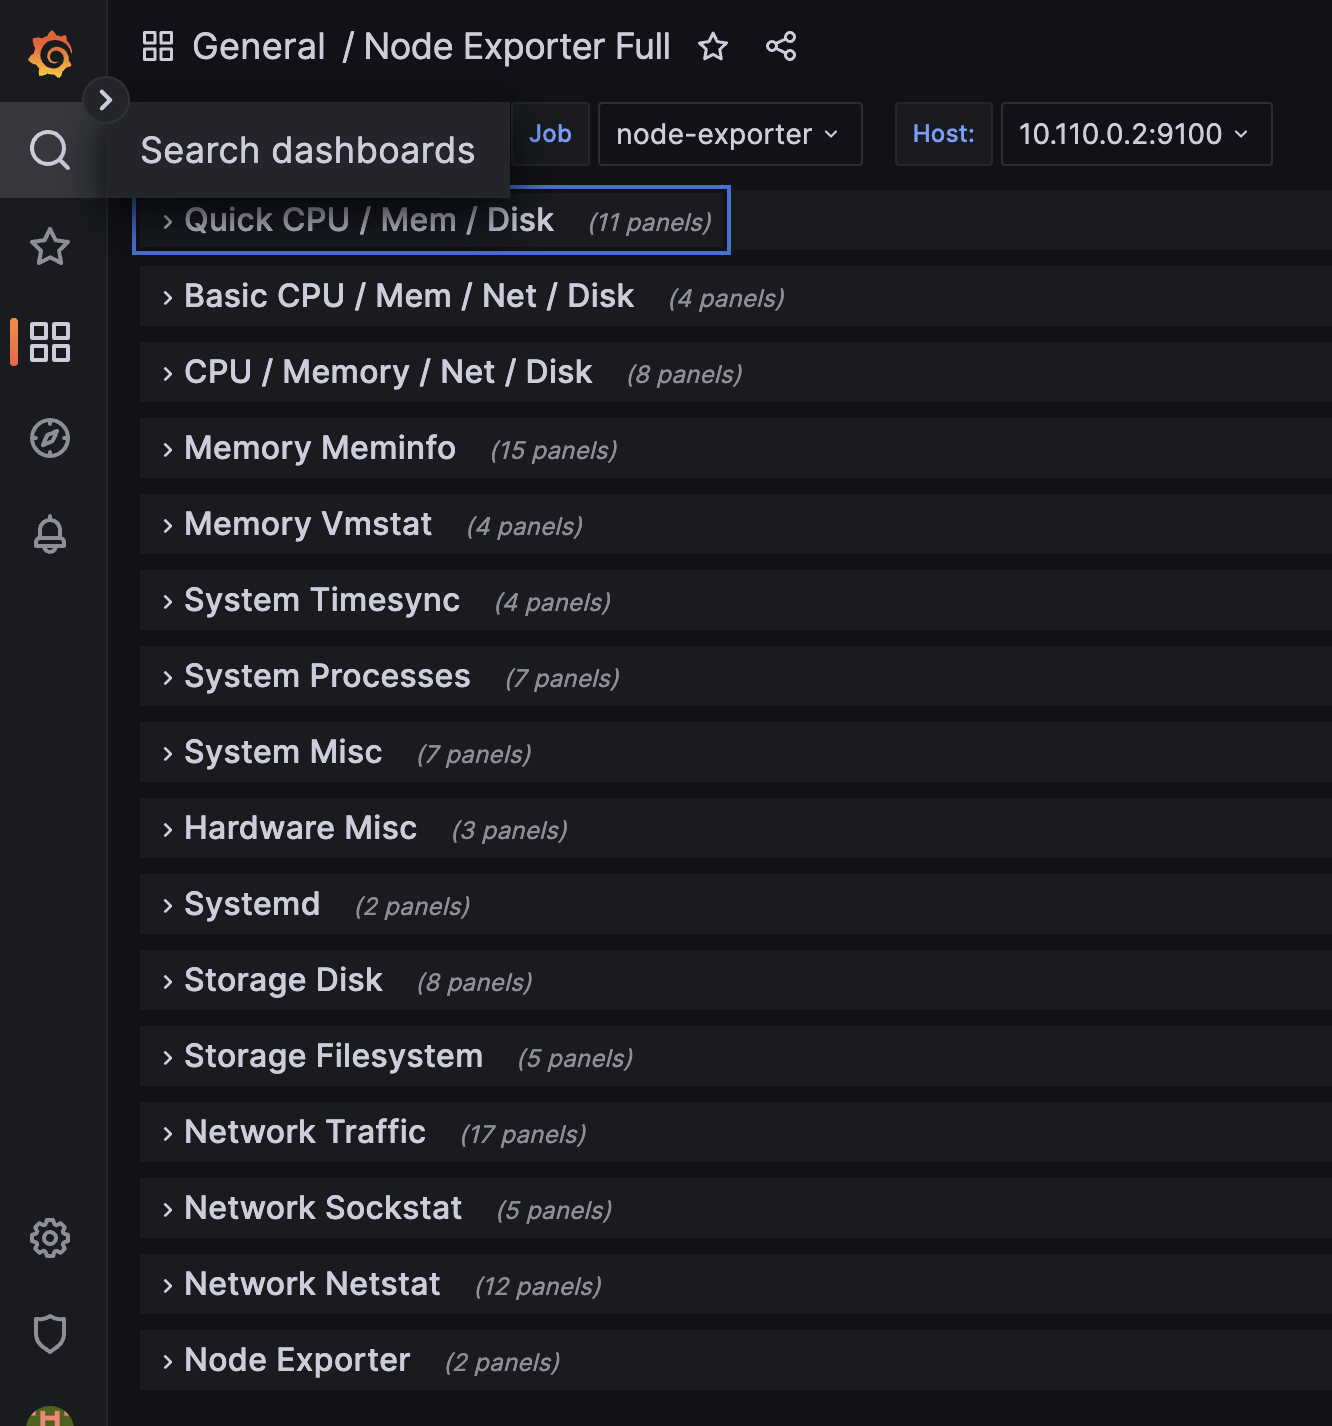 General / Node Exporter Full
Search dashboards
Job
node-exporter
Host:
10.110.0.2:9100
Quick CPU / Mem / Disk (11 panels)
Basic CPU / Mem / Net / Disk (4 panels)
CPU / Memory / Net / Disk (8 panels)
Memory Meminfo (15 panels)
Memory Vmstat (4 panels)
System Timesync (4 panels)
System Processes (7 panels)
System Misc (7 panels)
Hardware Misc (3 panels)
Systemd (2 panels)
Storage Disk (8 panels)
Storage Filesystem (5 panels)
Network Traffic (17 panels)
Network Sockstat (5 panels)
Network Netstat (12 panels)
Node Exporter (2 panels)